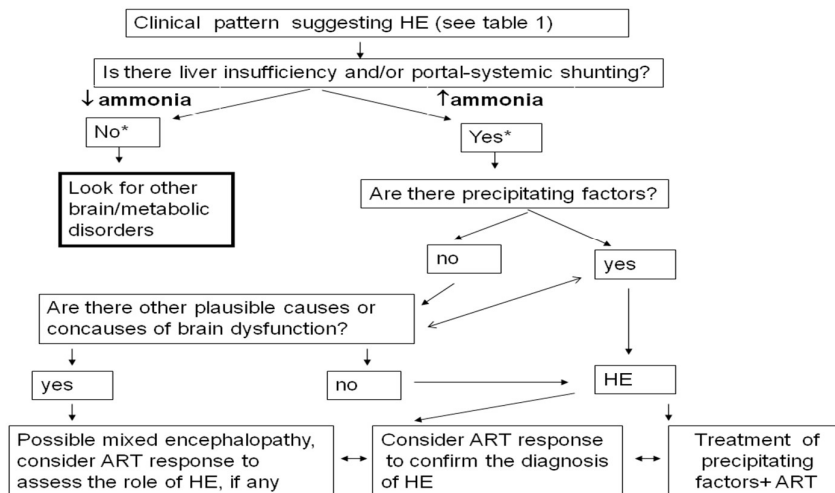 Clinical pattern suggesting HE (see table 1)
Is there liver insufficiency and/or portal-systemic shunting?
↓ ammonia
↑ammonia
No*
Yes*
Look for other
brain/metabolic
disorders
Are there precipitating factors?
no
yes
Are there other plausible causes or
concauses of brain dysfunction?
yes
no
HE
Possible mixed encephalopathy,
consider ART response to
assess the role of HE, if any
Consider ART response
to confirm the diagnosis
of HE
Treatment of
precipitating
factors+ ART